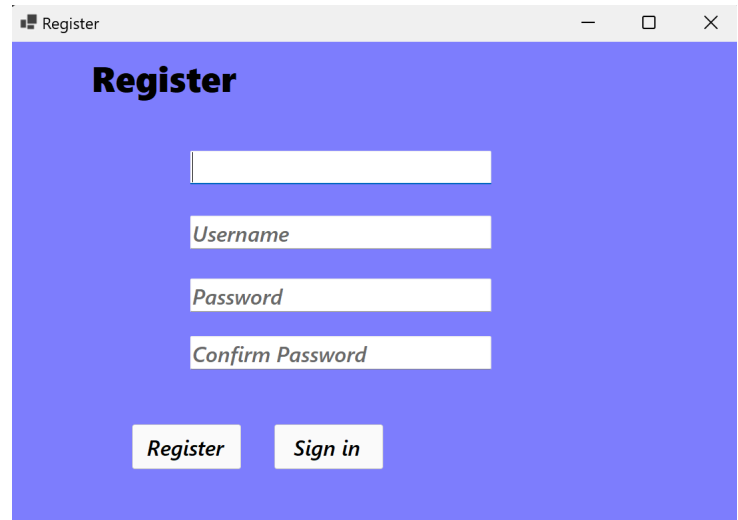 Register
Register
Username
Password
Confirm Password
Register Sign in